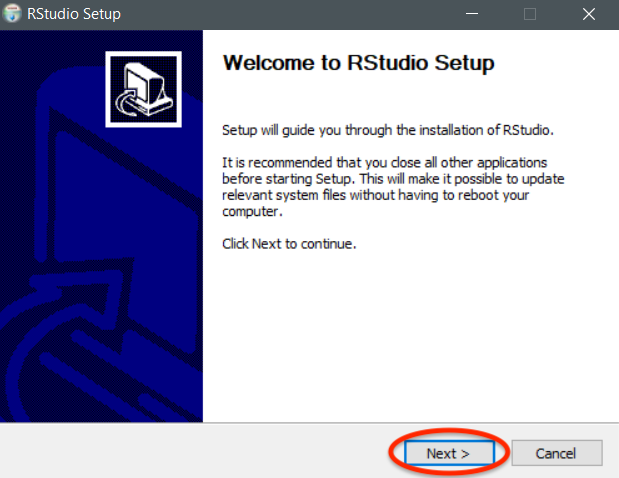 RStudio Setup
Welcome to RStudio Setup
Setup will guide you through the installation of RStudio.
It is recommended that you close all other applications
before starting Setup. This will make it possible to update
relevant system files without having to reboot your
computer.
Click Next to continue.
Next >
Cancel